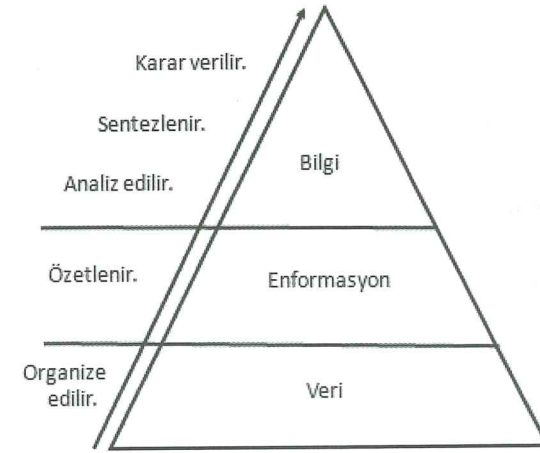 Karar verilir.
Sentezlenir.
Analiz edilir.
Bilgi
Özetlenir.
Enformasyon
Organize
edilir.
Veri